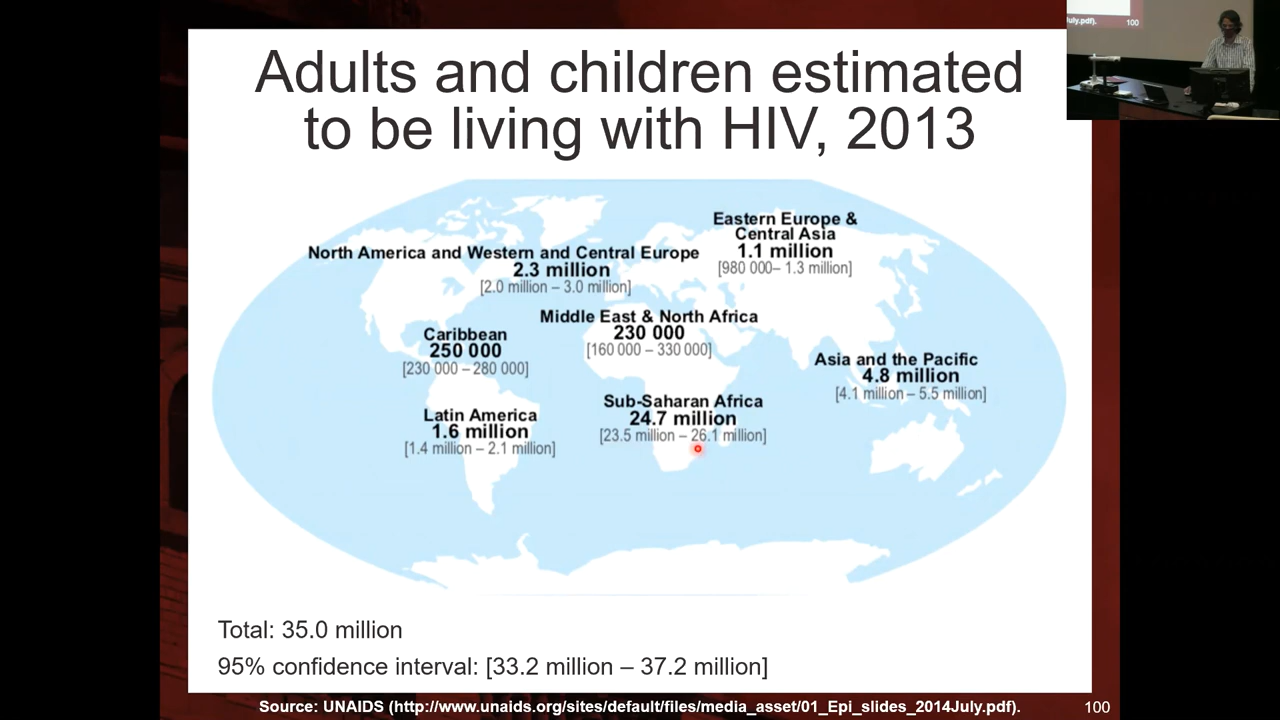 Adults and children estimated
to be living with HIV, 2013
Eastern Europe &
Central Asia
1.1 million
[980 000– 1.3 million]
North America and Western and Central Europe
2.3 million
[2.0 million – 3.0 million]
Middle East & North Africa
230 000
[160 000 – 330 000]
Caribbean
250 000
[230 000 – 280 000]
Asia and the Pacific
4.8 million
[4.1 million – 5.5 million]
Sub-Saharan Africa
24.7 million
[23.5 million – 26.1 million]
Latin America
1.6 million
[1.4 million – 2.1 million]
Total: 35.0 million
95% confidence interval: [33.2 million – 37.2 million]
Source: UNAIDS (http://www.unaids.org/sites/default/files/media_asset/01_Epi_slides_2014July.pdf).
100
July.pdf). 100